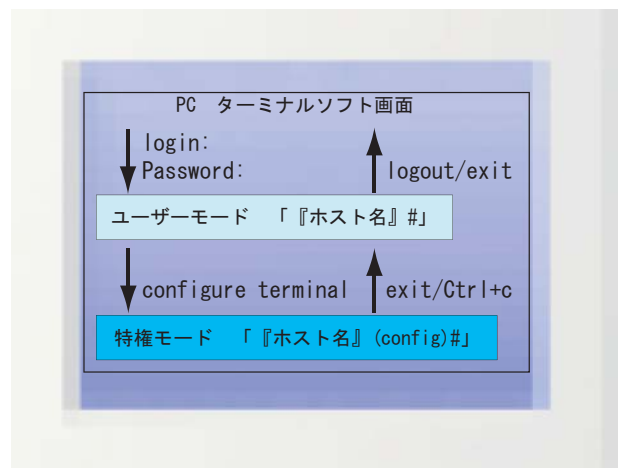 PC ターミナルソフト画面
login:
Password:
logout/exit
ユーザーモード 「『ホスト名』#」
configure terminal
exit/Ctrl+c
特権モード 「『ホスト名』(config)#」